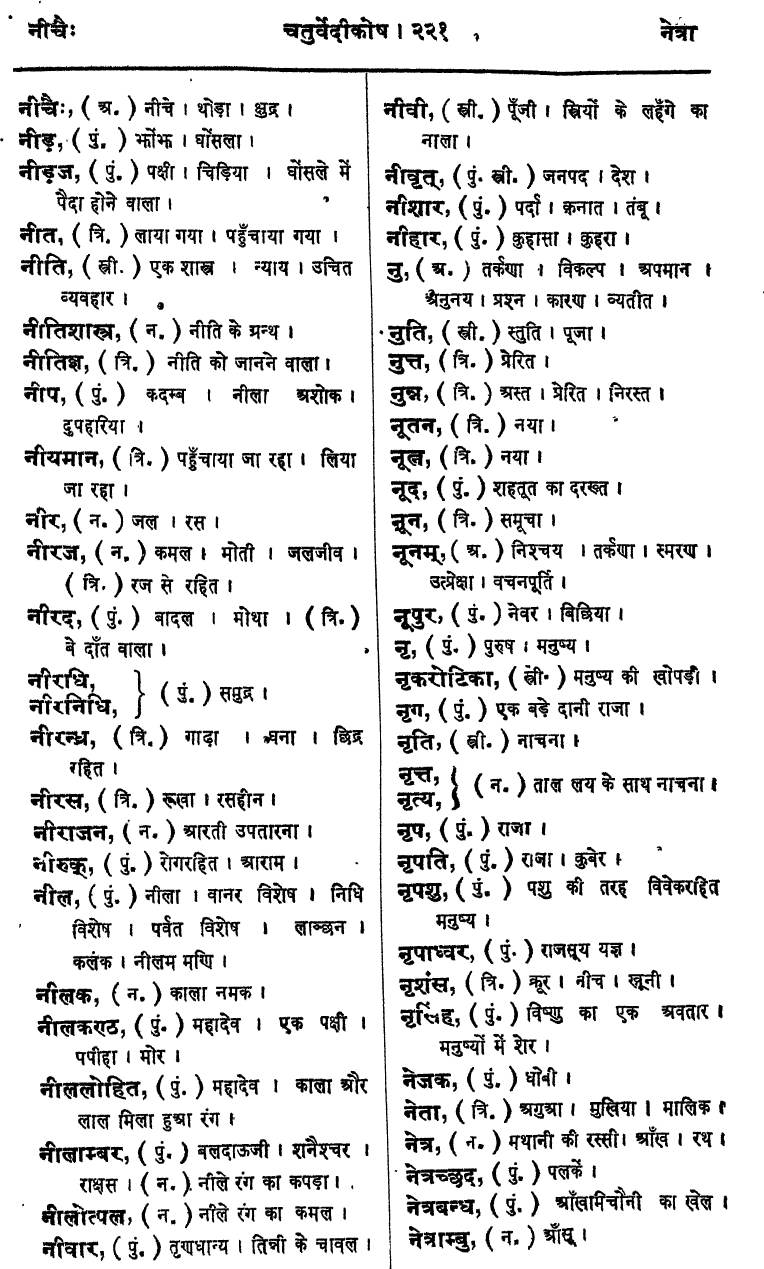 नीचैः
चतुर्वेदीकोष। २२१
नेत्रा
नीचैः, ( अ. ) नीचे । थोड़ा । क्षुद्र ।
नीड़, ( पुं. ) झोंझ । घोंसला ।
नीड़ज, ( पुं. ) पक्षी । चिड़िया । घोंसले में
पैदा होने वाला ।
नीत, ( त्रि. ) लाया गया । पहुँचाया गया ।
नीति, ( स्त्री. ) एक शास्त्र । न्याय । उचित
व्यवहार ।
नीतिशास्त्र, ( न. ) नीति के ग्रन्थ ।
नीतिज्ञ, ( त्रि. ) नीति को जानने वाला ।
नीप, ( पुं. ) कदम्ब । नीला अशोक ।
दुपहारिया ।
नीयमान, ( त्रि. ) पहुँचाया जा रहा । लिया
जा रहा ।
नीर, ( न. ) जल । रस ।
नीरज, ( न. ) कमल । मोती । जलजीव ।
( त्रि. ) रज से रहित ।
नीरद, ( पुं. ) बादल । मोथा । ( त्रि. )
बे दाँत वाला ।
नीरधि,
नीरनिधि, } ( पुं. ) समुद्र ।
नीरन्ध्र, ( त्रि. ) गाढ़ा । घना । छिद्र
रहित ।
नीरस, ( त्रि. ) रूखा । रसहीन ।
नीराजन, ( न. ) आरती उपतारना ।
नीरुक्, ( पुं. ) रोगरहित । आराम ।
नील, ( पुं. ) नीला । वानर विशेष । निधि
विशेष । पर्वत विशेष । लाञ्छन ।
कलंक । नीलम मणि ।
नीलक, ( न. ) काला नमक ।
नीलकण्ठ, ( पुं. ) महादेव । एक पक्षी ।
पपीहा । मोर ।
नीललोहित, ( पुं. ) महादेव । काला और
लाल मिला हुआ रंग ।
नीलाम्बर, ( पुं. ) बलदाऊजी । शनैश्चर ।
राक्षस । ( न. ) नीले रंग का कपड़ा ।
नीलोत्पल, ( न. ) नीले रंग का कमल ।
नीवार, ( पुं. ) तृणधान्य । तिन्नी के चावल ।
नीवी, ( स्त्री. ) पूँजी । स्त्रियों के लहँगे का
नाला ।
नीवृत्, ( पुं. स्त्री. ) जनपद । देश ।
नीशार, ( पुं. ) पर्दा । क़नात । तंबू ।
नीहार, ( पुं. ) कुहासा । कुहरा ।
नु, ( अ. ) तर्कणा । विकल्प । अपमान ।
अनुनय । प्रश्न । कारण । व्यतीत ।
नुति, ( स्त्री. ) स्तुति । पूजा ।
नुत्त, ( त्रि. ) प्रेरित ।
नुन्न, ( त्रि. ) अस्त । प्रेरित । निरस्त ।
नूतन, ( त्रि. ) नया ।
नूत्न, ( त्रि. ) नया ।
नूद, ( पुं. ) शहतूत का दरख़्त ।
नून, ( त्रि. ) समूचा ।
नूनम्, ( अ. ) निश्चय । तर्कणा । स्मरण ।
उत्प्रेक्षा । वचनपूर्ति ।
नूपुर, ( पुं. ) नेवर । बिछिया ।
नृ, ( पुं. ) पुरुष । मनुष्य ।
नृकरोटिका, ( स्त्री. ) मनुष्य की खोपड़ी ।
नृग, ( पुं. ) एक बड़े दानी राजा ।
नृति, ( स्त्री. ) नाचना ।
नृत्त,
नृत्य, } ( न. ) ताल लय के साथ नाचना ।
नृप, ( पुं. ) राजा ।
नृपति, ( पुं. ) राजा । कुबेर ।
नृपशु, ( पुं. ) पशु की तरह विवेकरहित
मनुष्य ।
नृपाध्वर, ( पुं. ) राजसूय यज्ञ ।
नृशंस, ( त्रि. ) क्रूर । नीच । ख़ूनी ।
नृसिंह, ( पुं. ) विष्णु का एक अवतार ।
मनुष्यों में शेर ।
नेजक, ( पुं. ) धोबी ।
नेता, ( त्रि. ) अगुआ । मुखिया । मालिक ।
नेत्र, ( न. ) मथानी की रस्सी । आँख । रथ ।
नेत्रच्छद, ( पुं. ) पलकें ।
नेत्रबन्ध, ( पुं. ) आँखमिचौनी का खेल ।
नेत्राम्बु, ( न. ) आँसू ।